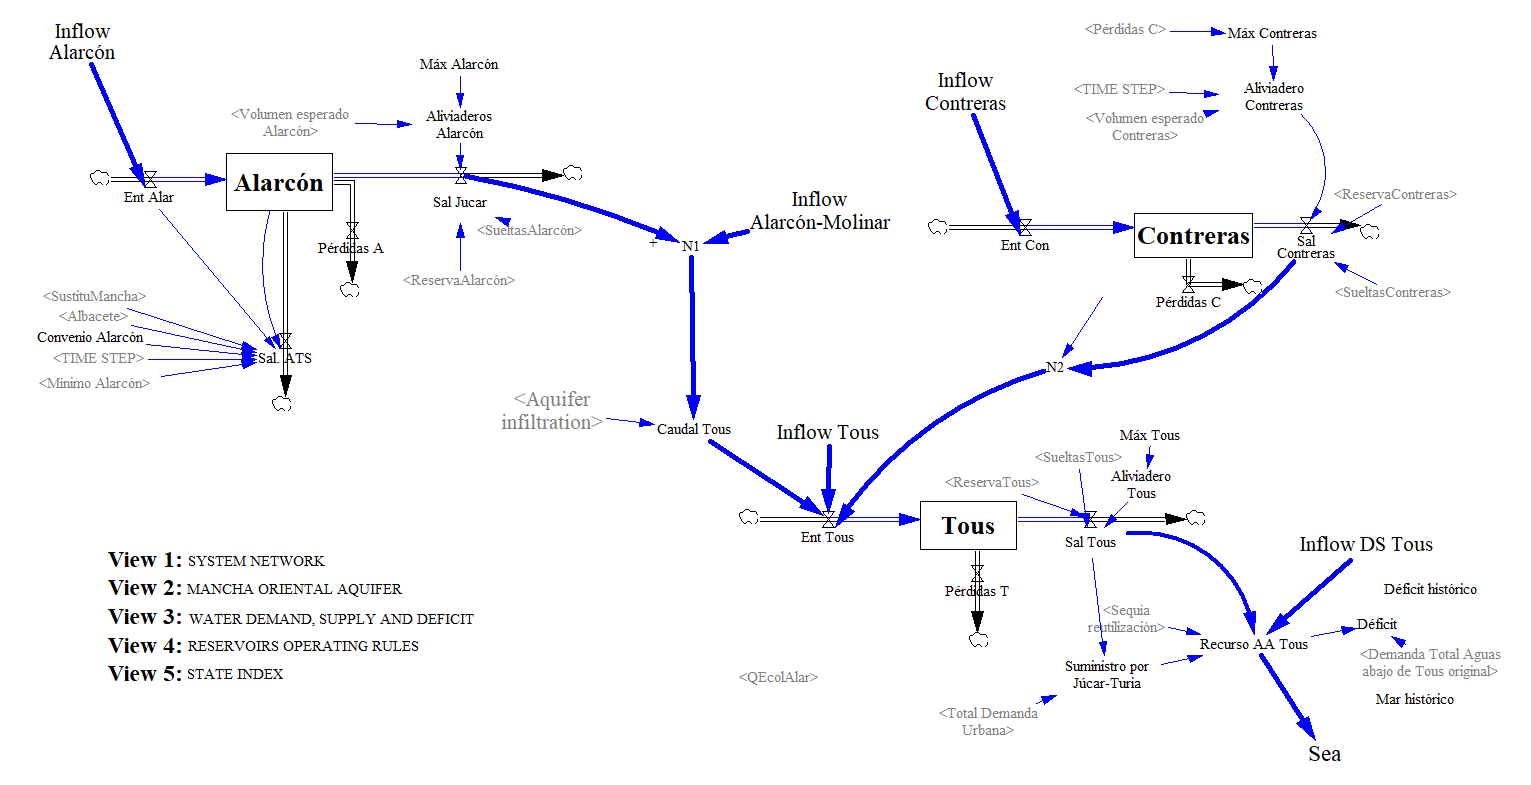 Inflow
Alarcón
Máx Alarcón
<Volumen esperado
Alarcón>
Aliviaderos
Alarcón
Alarcón
Ent Alar
Sal Jucar
<SueltasAlarcón>
Pérdidas A
<ReservaAlarcón>
+
N1
Inflow
Alarcón-Molinar
<SustituMancha>
<Albacete>
Convenio Alarcón
<TIME STEP>
<Mínimo Alarcón>
Sal. ATS
<Pérdidas C>
Máx Contreras
Inflow
Contreras
<TIME STEP>
Aliviadero
Contreras
<Volumen esperado
Contreras>
<ReservaContreras>
Contreras
Ent Con
Sal
Contreras
Pérdidas C
<SueltasContreras>
N2
<Aquifer
infiltration>
Caudal Tous
Inflow Tous
Máx Tous
<SueltasTous>
<ReservaTous>
Aliviadero
Tous
Tous
Ent Tous
Sal Tous
Inflow DS Tous
Pérdidas T
Déficit histórico
<Sequia
reutilización>
Déficit
Recurso AA Tous
<Demanda Total Aguas
abajo de Tous original>
Suministro por
Júcar-Turia
<QEcolAlar>
Mar histórico
<Total Demanda
Urbana>
Sea
View 1: SYSTEM NETWORK
View 2: MANCHA ORIENTAL AQUIFER
View 3: WATER DEMAND, SUPPLY AND DEFICIT
View 4: RESERVOIRS OPERATING RULES
View 5: STATE INDEX